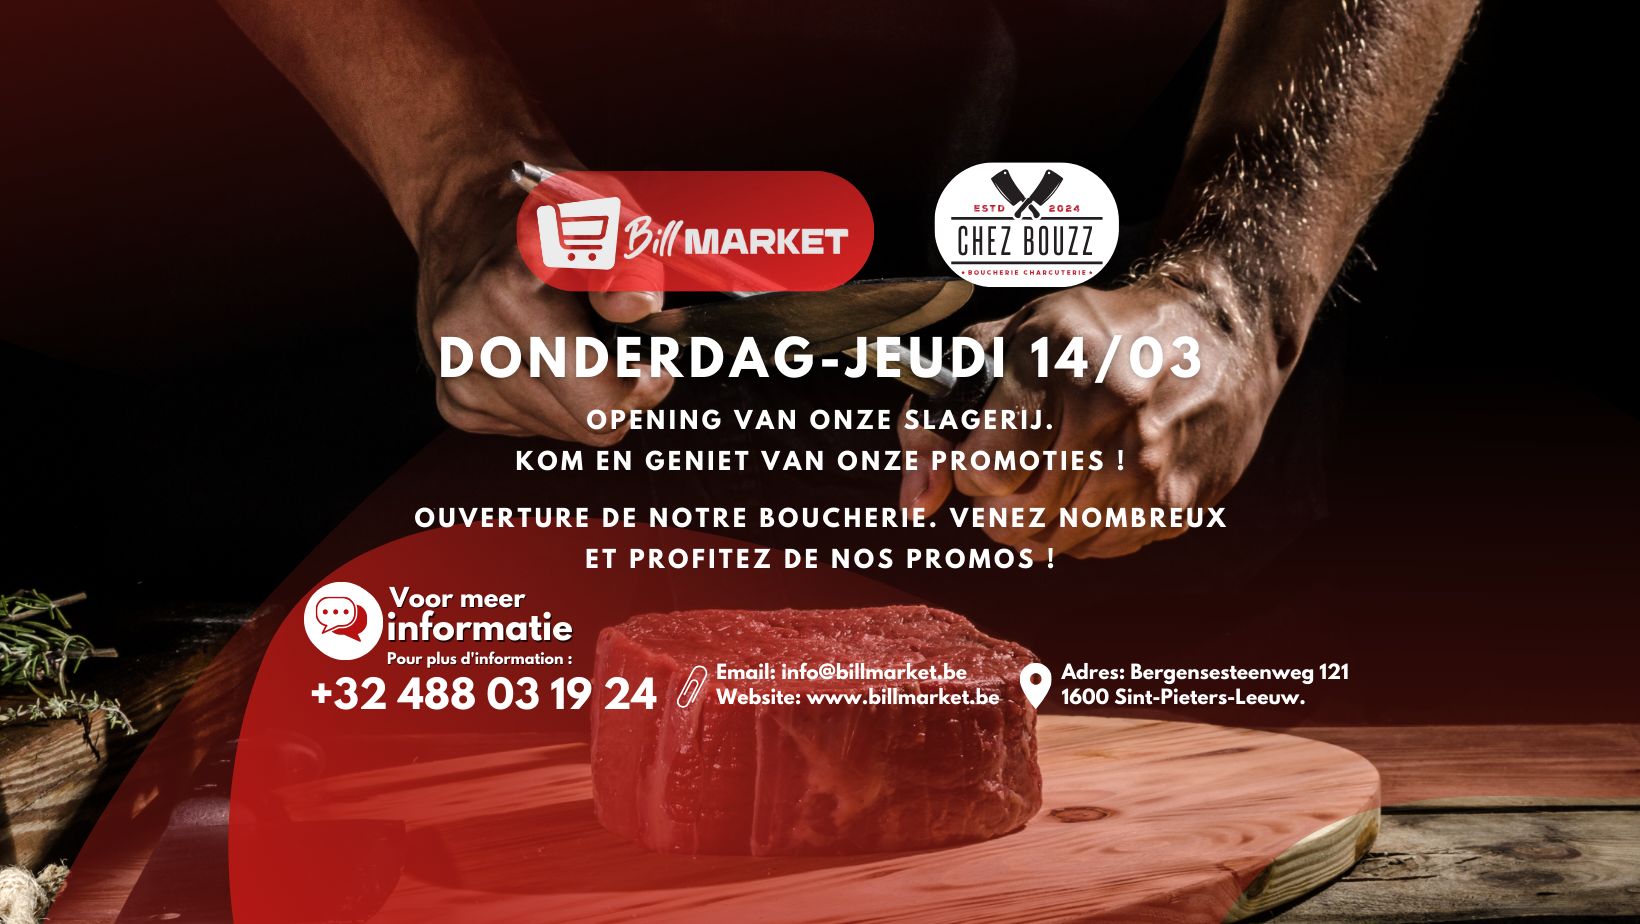 Bill MARKET
ESTD 2024
CHEZ BOUZZ
BOUCHERIE CHARCUTERIE
DONDERDAG-JEUDI 14/03
OPENING VAN ONZE SLAGERIJ.
KOM EN GENIET VAN ONZE PROMOTIES !
OUVERTURE DE NOTRE BOUCHERIE. VENEZ NOMBREUX
ET PROFITEZ DE NOS PROMOS !
Voor meer
informatie
Pour plus d'information :
+32 488 03 19 24
Email: info@billmarket.be
Website: www.billmarket.be
Adres: Bergensesteenweg 121
1600 Sint-Pieters-Leeuw.